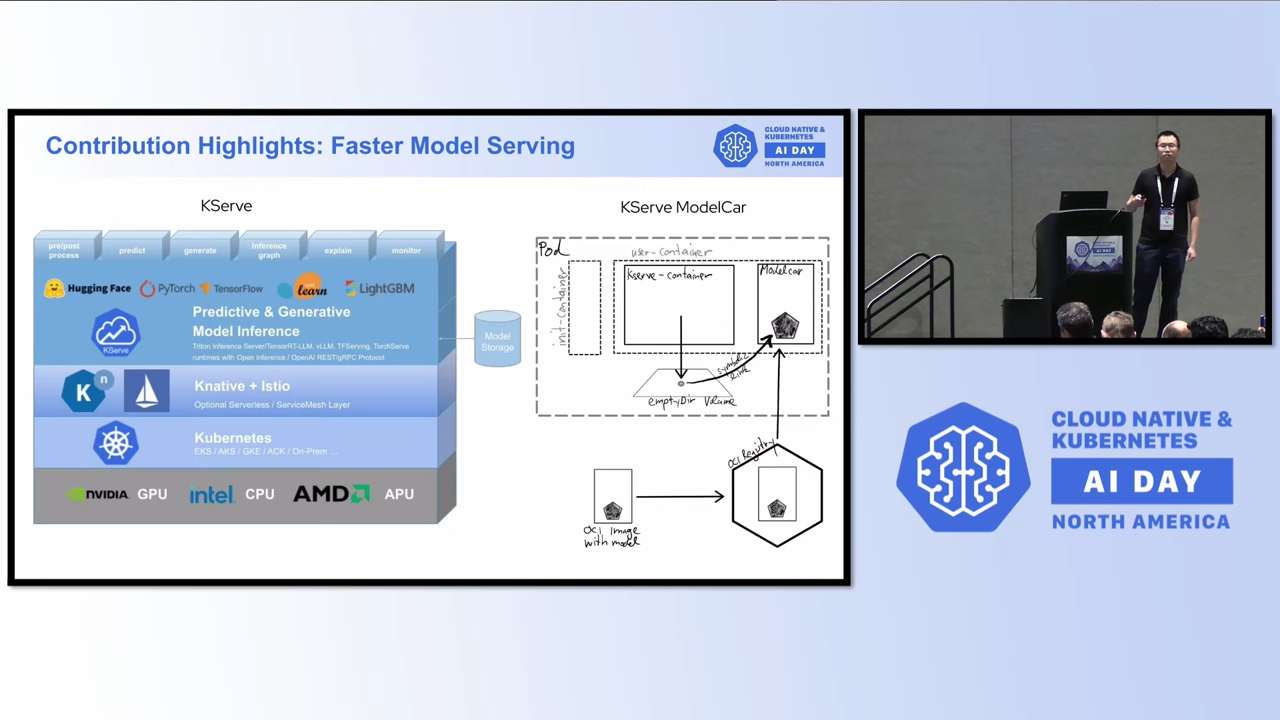 Contribution Highlights: Faster Model Serving
CLOUD NATIVE &
KUBERNETES
AI DAY
NORTH AMERICA
KServe
pre/post
process
predict
generate
Inference
graph
explain
monitor
Hugging Face
PyTorch
TensorFlow
learn
LightGBM
KServe
Predictive & Generative
Model Inference
Triton Inference Server/TensorRT-LLM, vLLM, TFServing, TorchServe
runtimes with Open Inference / OpenAI REST/gRPC Protocol
K
n
Knative + Istio
Optional Serverless / ServiceMesh Layer
Kubernetes
EKS / AKS / GKE / ACK / On-Prem ...
NVIDIA GPU
intel CPU
AMD APU
Model
Storage
KServe ModelCar
Pod
user-container
init-container
Kserve-container
Modelcar
symbolic
link
emptyDir Volume
OCI Registry
OCI Image
with model
CLOUD NATIVE &
KUBERNETES
AI DAY
NORTH AMERICA